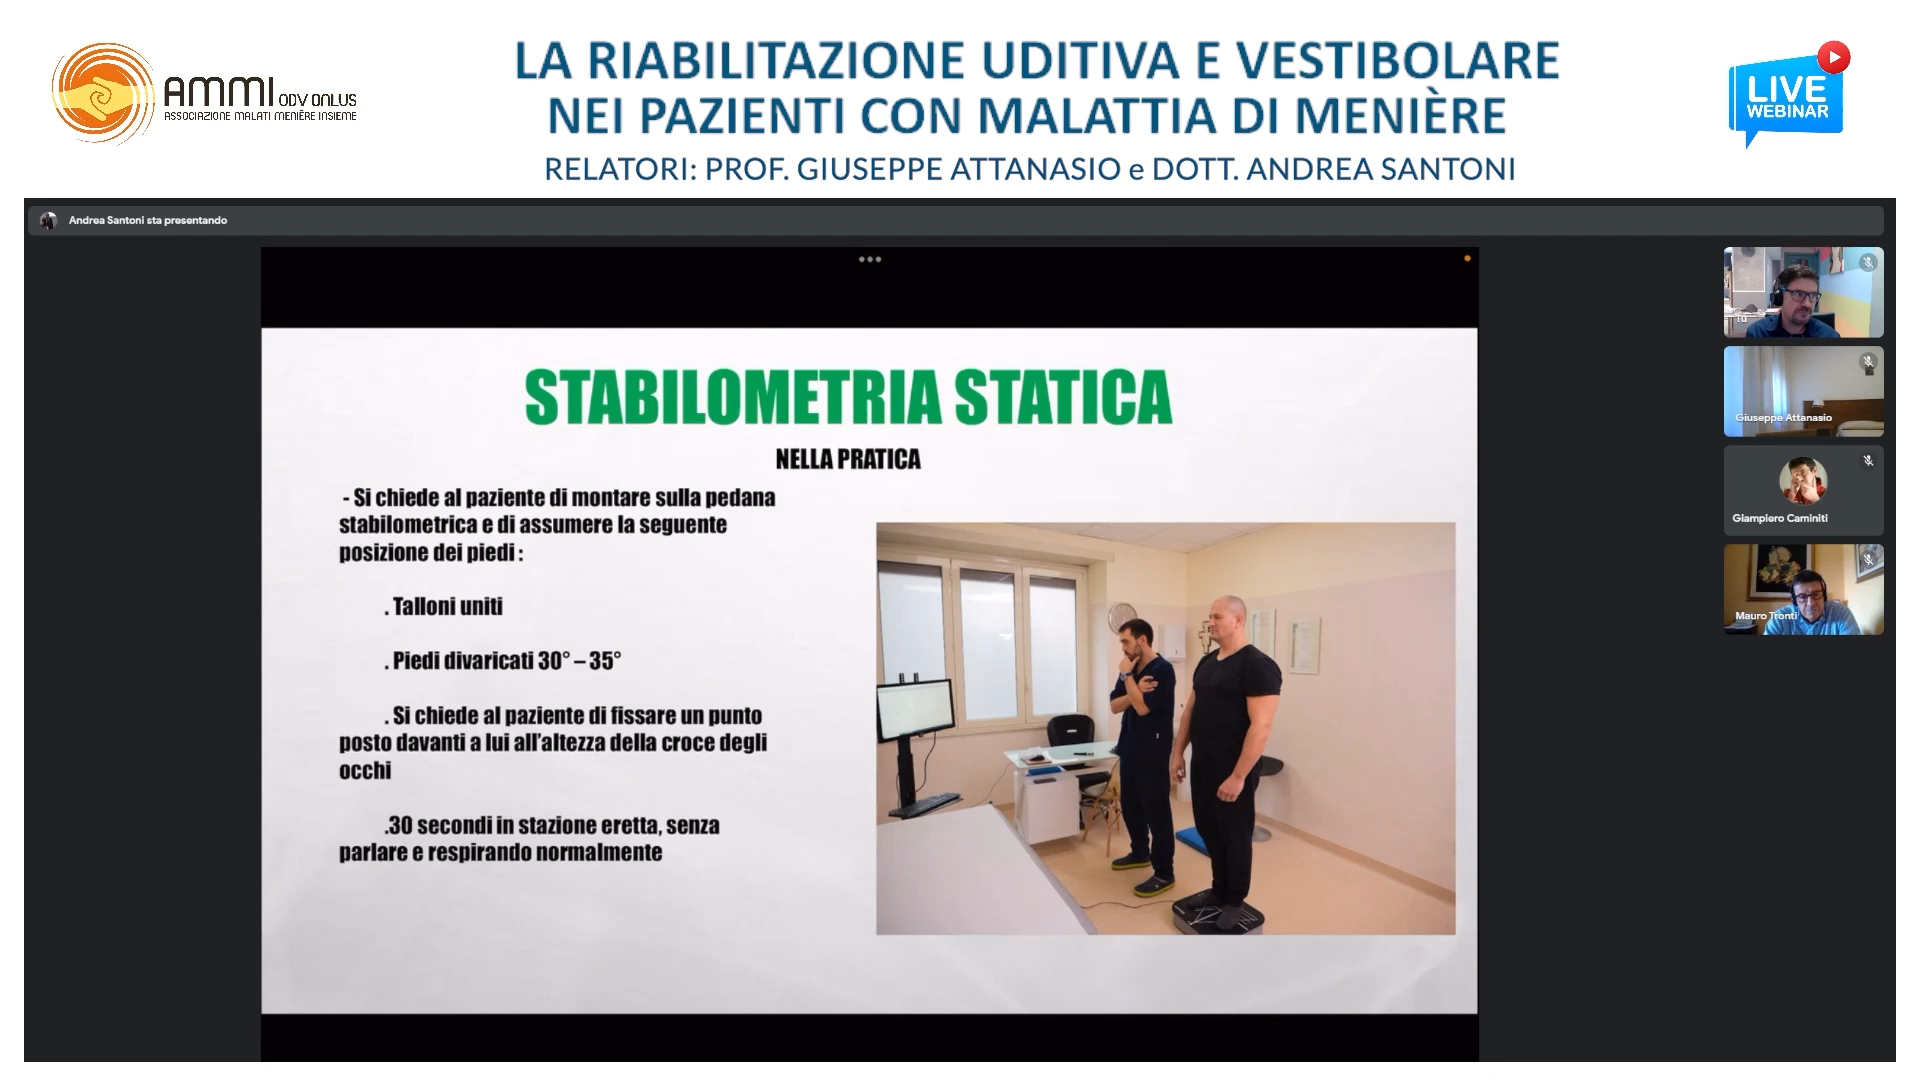 AMMI ODV ONLUS
ASSOCIAZIONE MALATI MENIÈRE INSIEME
LA RIABILITAZIONE UDITIVA E VESTIBOLARE
NEI PAZIENTI CON MALATTIA DI MENIÈRE
RELATORI: PROF. GIUSEPPE ATTANASIO e DOTT. ANDREA SANTONI
LIVE
WEBINAR
Andrea Santoni sta presentando
STABILOMETRIA STATICA
NELLA PRATICA
- Si chiede al paziente di montare sulla pedana
stabilometrica e di assumere la seguente
posizione dei piedi :
. Talloni uniti
. Piedi divaricati 30° – 35°
. Si chiede al paziente di fissare un punto
posto davanti a lui all'altezza della croce degli
occhi
.30 secondi in stazione eretta, senza
parlare e respirando normalmente
Tu
Giuseppe Attanasio
Giampiero Caminiti
Mauro Tronti